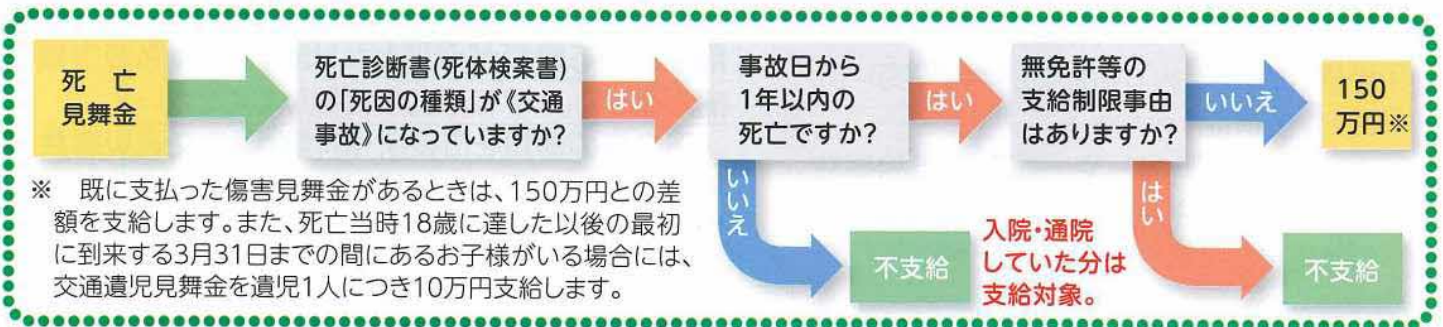 死　亡
見舞金
死亡診断書(死体検案書)
の「死因の種類」が《交通
事故》になっていますか?
はい
事故日から
1年以内の
死亡ですか?
はい
無免許等の
支給制限事由
はありますか?
いいえ
150
万円※
いいえ
不支給
入院・通院
していた分は
支給対象。
はい
不支給
※　既に支払った傷害見舞金があるときは、150万円との差
額を支給します。また、死亡当時18歳に達した以後の最初
に到来する3月31日までの間にあるお子様がいる場合には、
交通遺児見舞金を遺児1人につき10万円支給します。